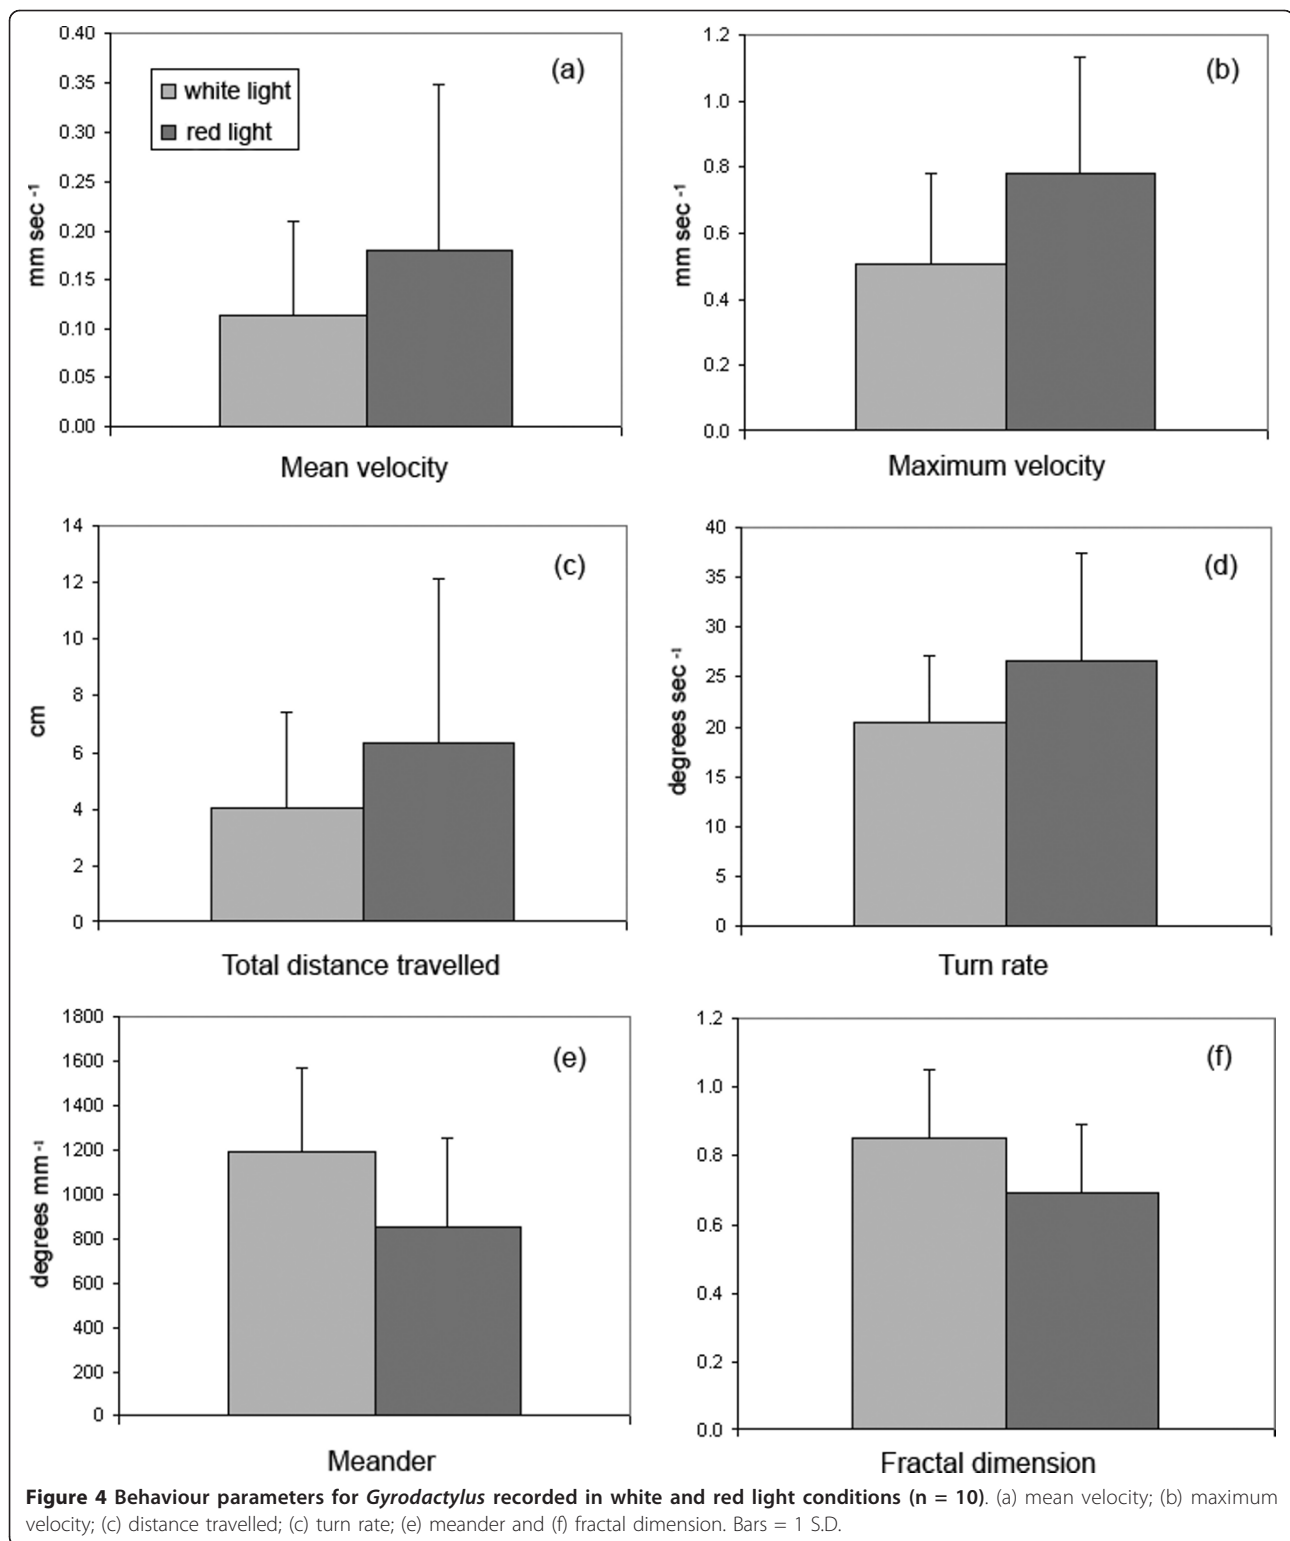 0.40
0.35
0.30
0.25
0.20
0.15
0.10
0.05
0.00
mm sec -1
white light
red light
(a)
Mean velocity
1.2
1.0
0.8
0.6
0.4
0.2
0.0
mm sec -1
(b)
Maximum velocity
14
12
10
8
6
4
2
0
cm
(c)
Total distance travelled
40
35
30
25
20
15
10
5
0
degrees sec -1
(d)
Turn rate
1800
1600
1400
1200
1000
800
600
400
200
0
degrees mm -1
(e)
Meander
1.2
1.0
0.8
0.6
0.4
0.2
0.0
(f)
Fractal dimension
Figure 4 Behaviour parameters for Gyrodactylus recorded in white and red light conditions (n = 10). (a) mean velocity; (b) maximum
velocity; (c) distance travelled; (c) turn rate; (e) meander and (f) fractal dimension. Bars = 1 S.D.